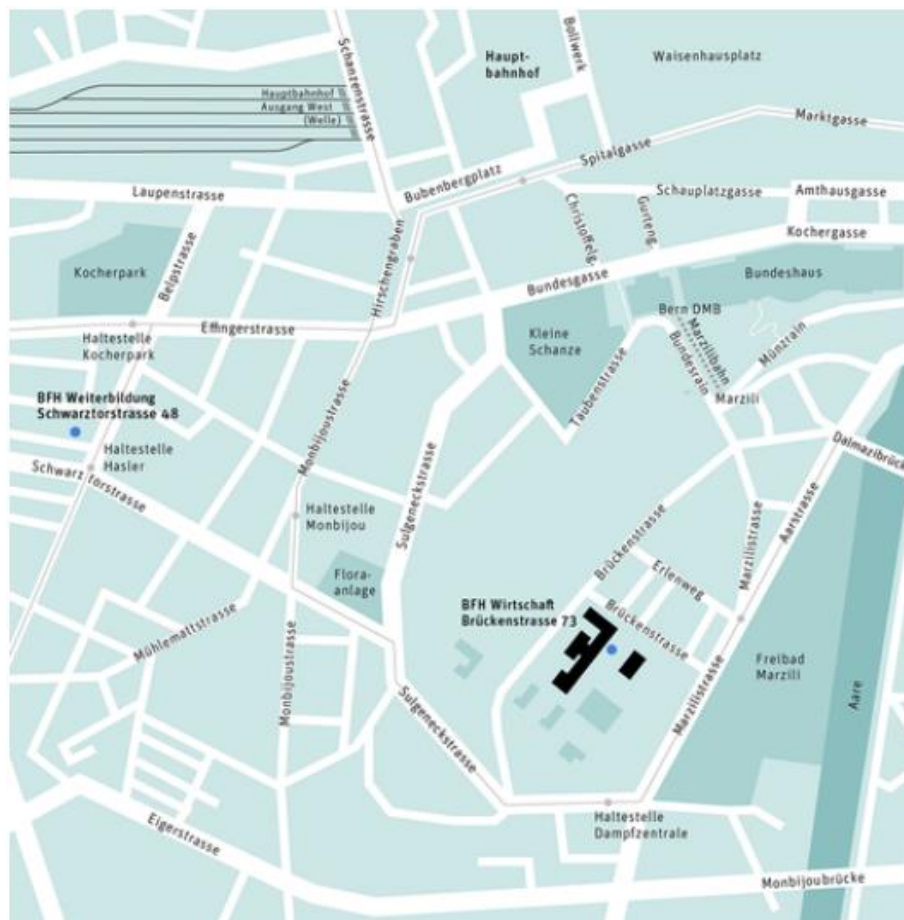 Schanzenstrasse
Haupt-
bahnhof
Bollwerk
Waisenhausplatz
Hauptbahnhof
Ausgang West
(Welle)
Marktgasse
Spitalgasse
Bubenbergplatz
Laupenstrasse
Schauplatzgasse
Amthausgasse
Christoffelg.
Gurteng.
Kochergasse
Hirschengraben
Belpstrasse
Kocherpark
Bundesgasse
Bundeshaus
Bern DMB
Effingerstrasse
Haltestelle
Kocherpark
Kleine
Schanze
Marzilibahn
Münzrain
Bundesrain
Taubenstrasse
Marzili
BFH Weiterbildung
Schwarztorstrasse 48
Monbijoustrasse
Haltestelle
Hasler
Schwarztorstrasse
Sulgeneckstrasse
Dalmazibrück
Aarstrasse
Haltestelle
Monbijou
Marzilistrasse
Brückenstrasse
Flora-
anlage
Erlenweg
BFH Wirtschaft
Brückenstrasse 73
Brückenstrasse
Mühlemattstrasse
Monbijoustrasse
Freibad
Marzili
Aare
Marzilistrasse
Sulgeneckstrasse
Haltestelle
Dampfzentrale
Eigerstrasse
Monbijoubrücke